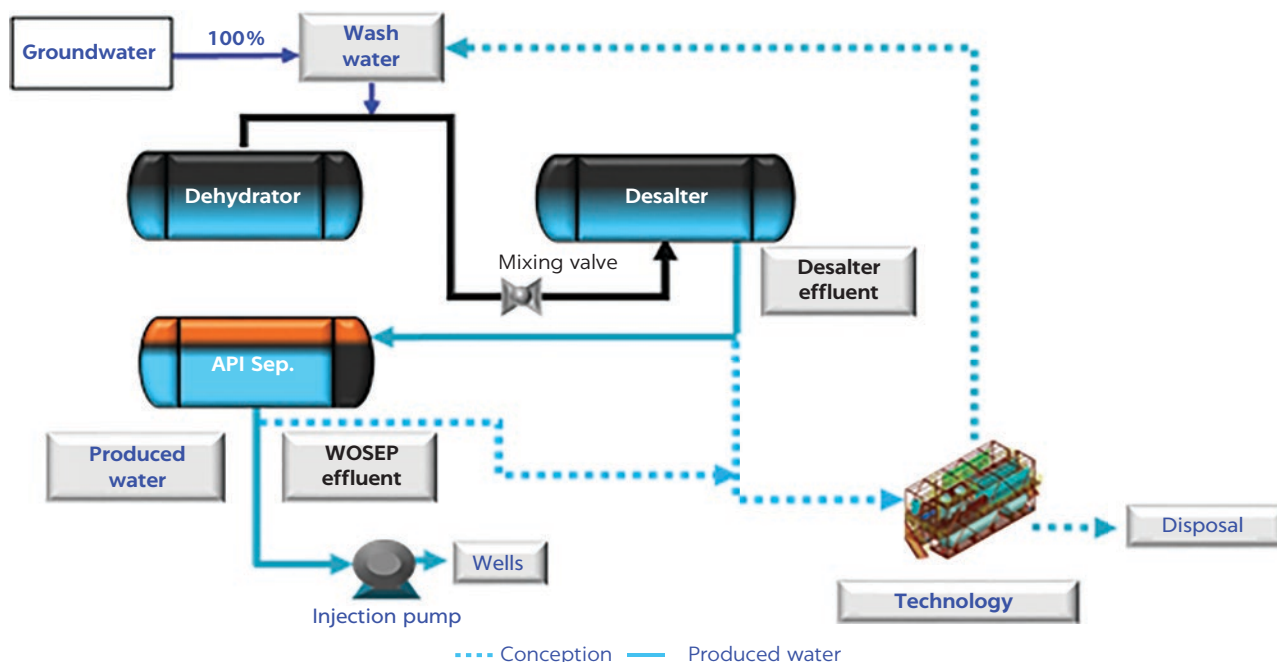 Groundwater
100%
Wash
water
Dehydrator
Desalter
Mixing valve
Desalter
effluent
API Sep.
Produced
water
WOSEP
effluent
Wells
Injection pump
Technology
Disposal
Conception
Produced water